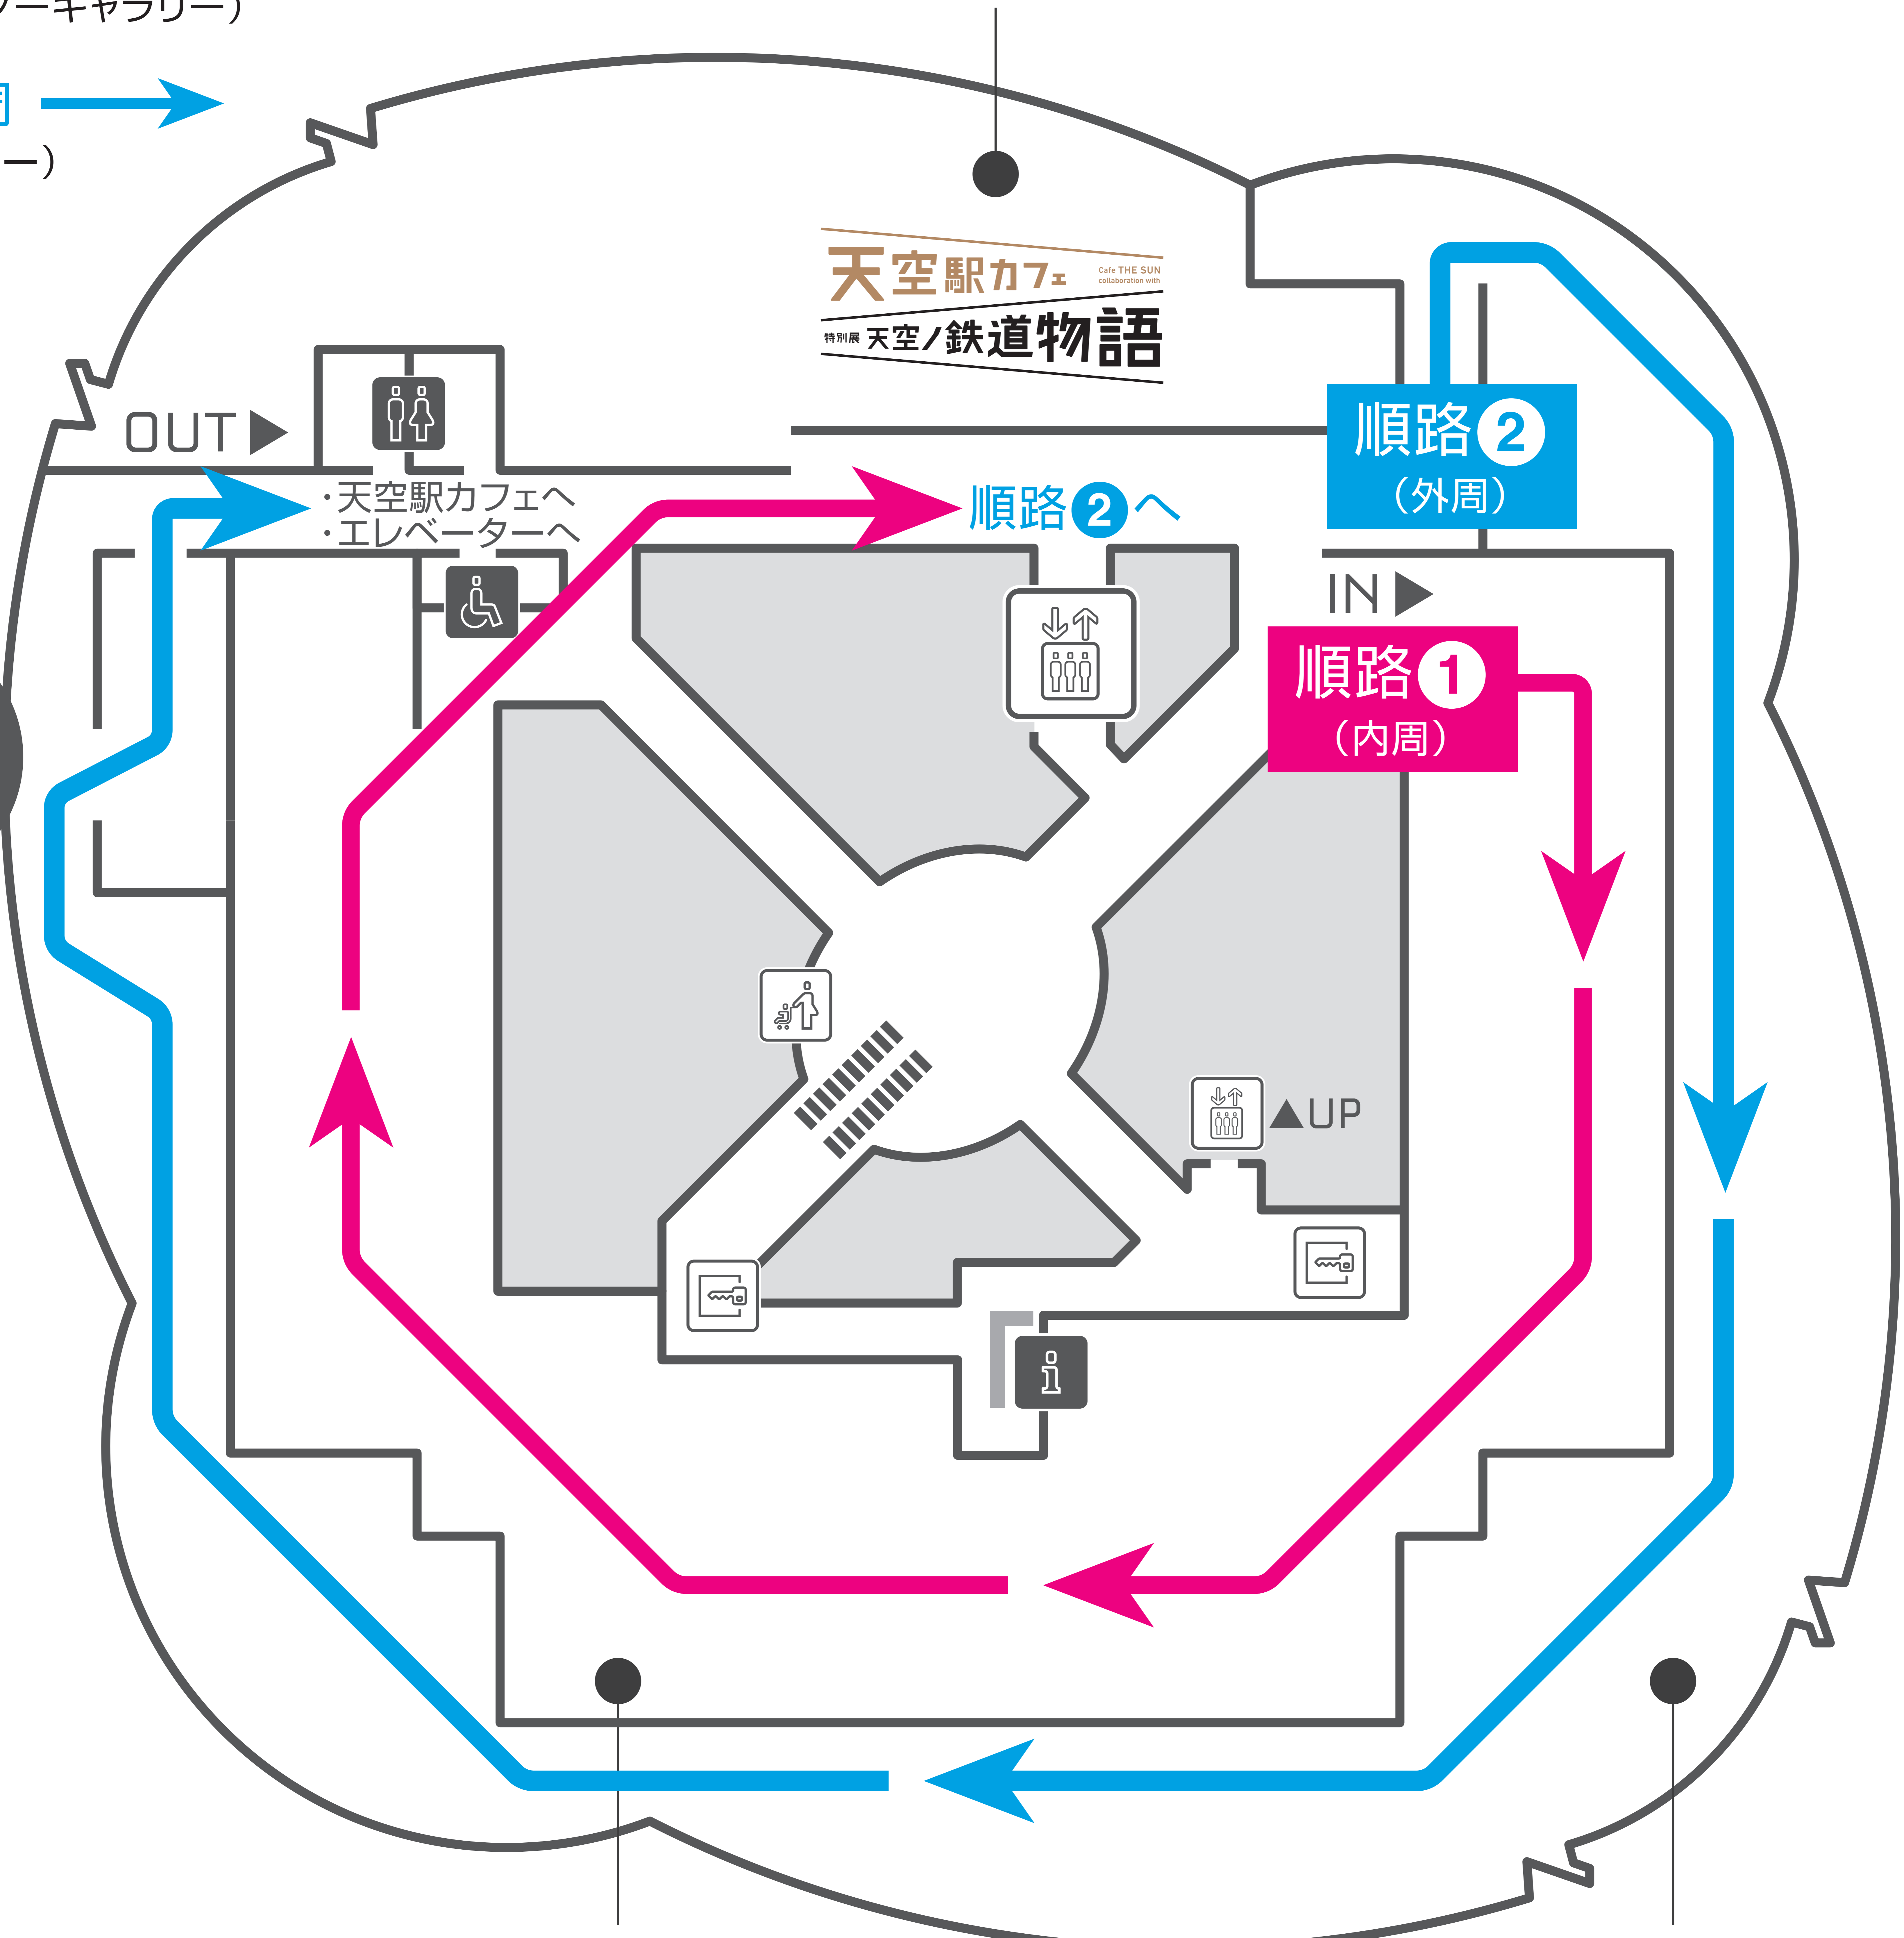 ーギャラリー）
ー）
天空駅カフェ
Cafe THE SUN
collaboration with
特別展 天空ノ鉄道物語
OUT
・天空駅カフェへ
・エレベーターへ
順路2へ
順路2
（外周）
IN
順路1
（内周）
UP
i